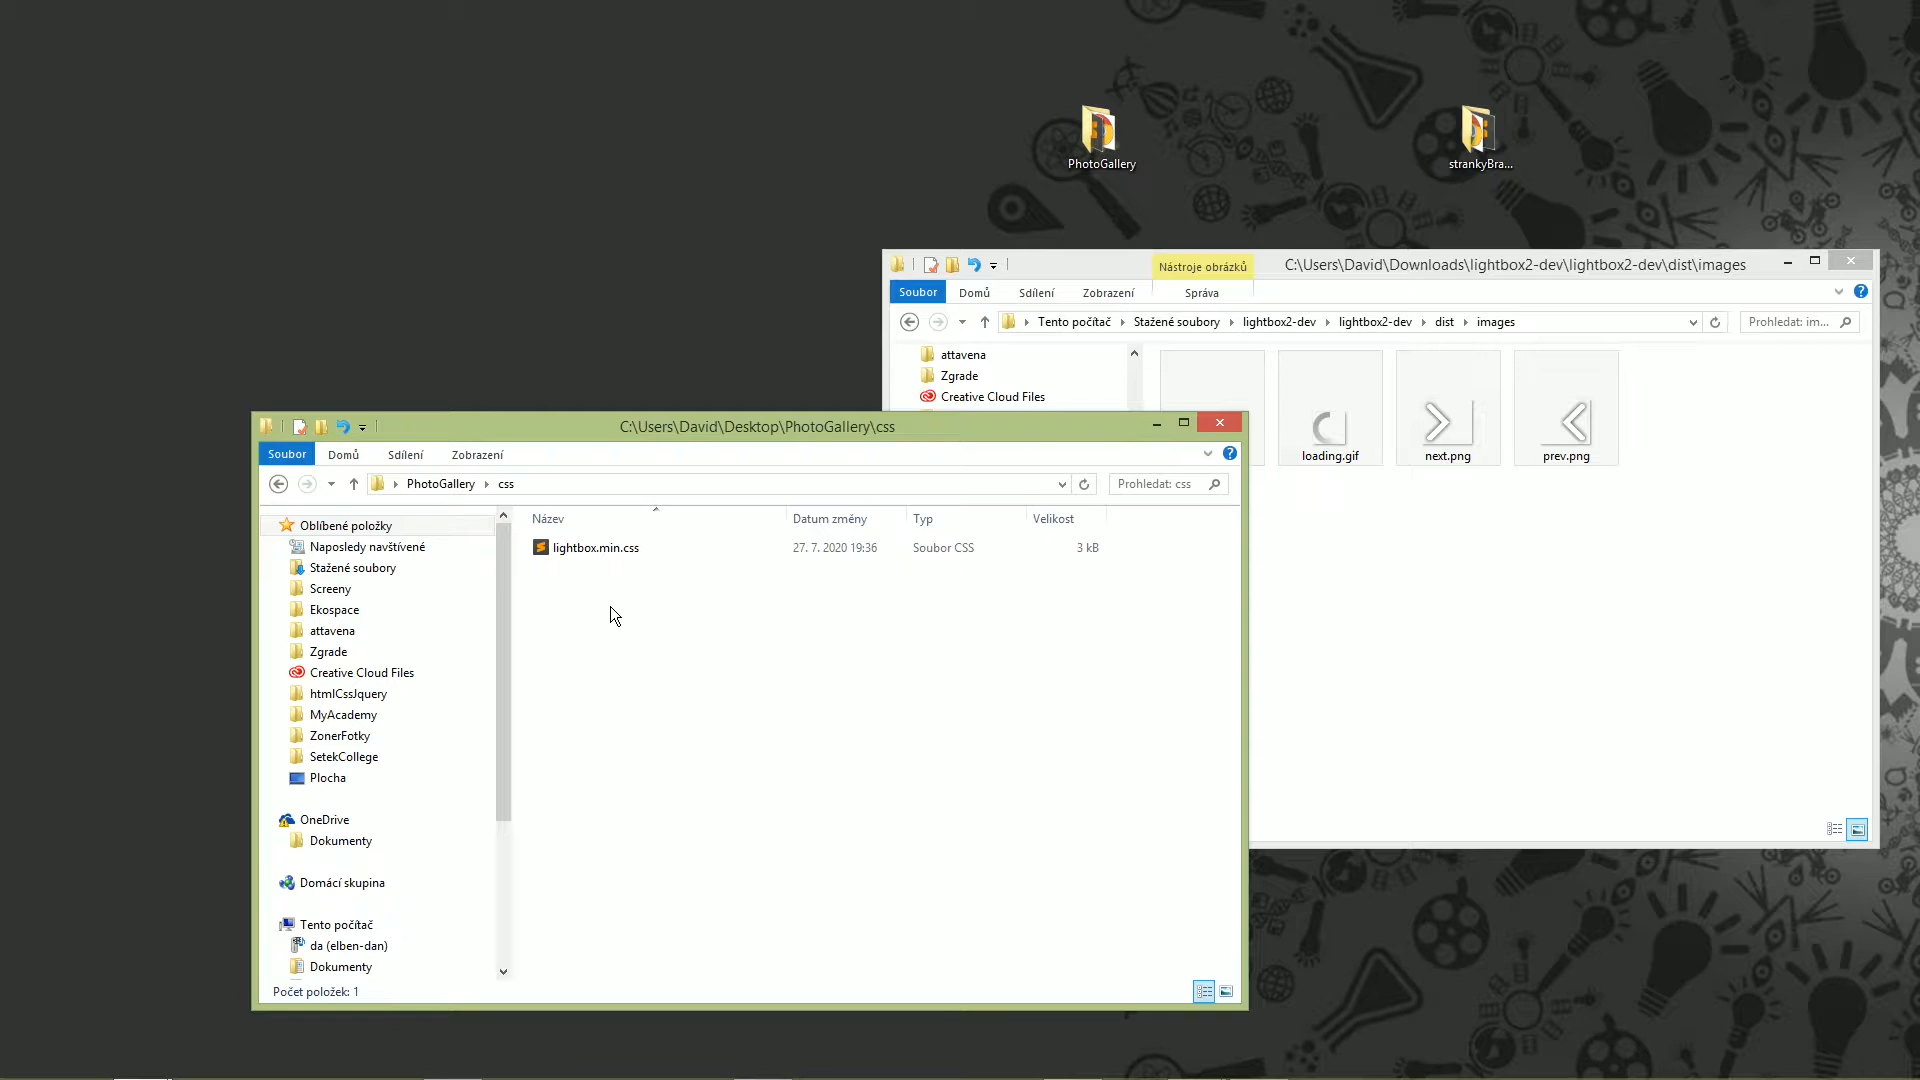 PhotoGallery
strankyBra...
Nástroje obrázků
C:\Users\David\Downloads\lightbox2-dev\lightbox2-dev\dist\images
Soubor
Domů
Sdílení
Zobrazení
Správa
Tento počítač
Stažené soubory
lightbox2-dev
lightbox2-dev
dist
images
Prohledat: im...
attavena
Zgrade
Creative Cloud Files
loading.gif
next.png
prev.png
C:\Users\David\Desktop\PhotoGallery\css
Soubor
Domů
Sdílení
Zobrazení
PhotoGallery
css
Prohledat: css
Název
Datum změny
Typ
Velikost
lightbox.min.css
27. 7. 2020 19:36
Soubor CSS
3 kB
Oblíbené položky
Naposledy navštívené
Stažené soubory
Screeny
Ekospace
attavena
Zgrade
Creative Cloud Files
htmlCssJquery
MyAcademy
ZonerFotky
SetekCollege
Plocha
OneDrive
Dokumenty
Domácí skupina
Tento počítač
da (elben-dan)
Dokumenty
Počet položek: 1